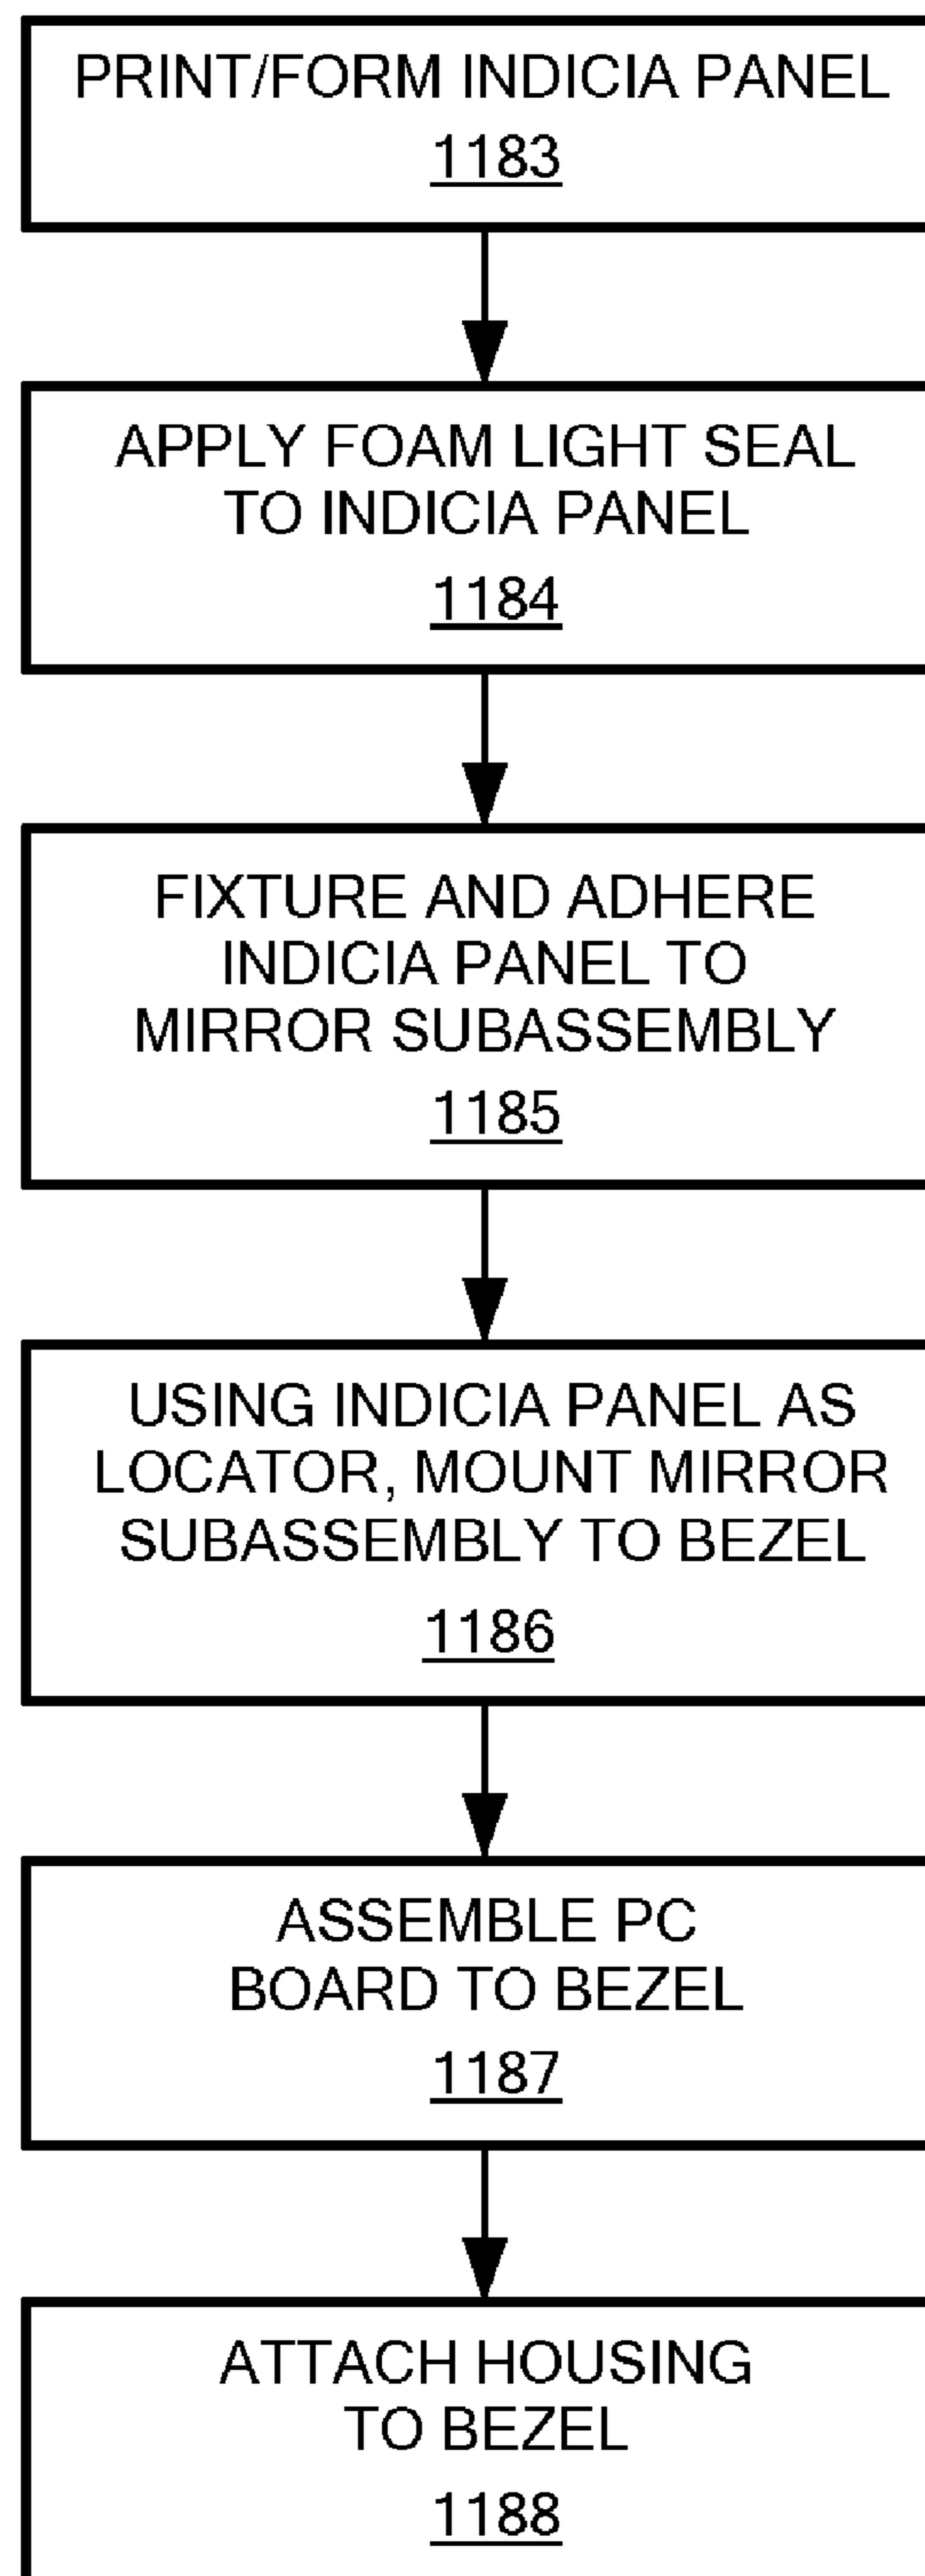 PRINT/FORM INDICIA PANEL
1183
APPLY FOAM LIGHT SEAL
TO INDICIA PANEL
1184
FIXTURE AND ADHERE
INDICIA PANEL TO
MIRROR SUBASSEMBLY
1185
USING INDICIA PANEL AS
LOCATOR, MOUNT MIRROR
SUBASSEMBLY TO BEZEL
1186
ASSEMBLE PC
BOARD TO BEZEL
1187
ATTACH HOUSING
TO BEZEL
1188